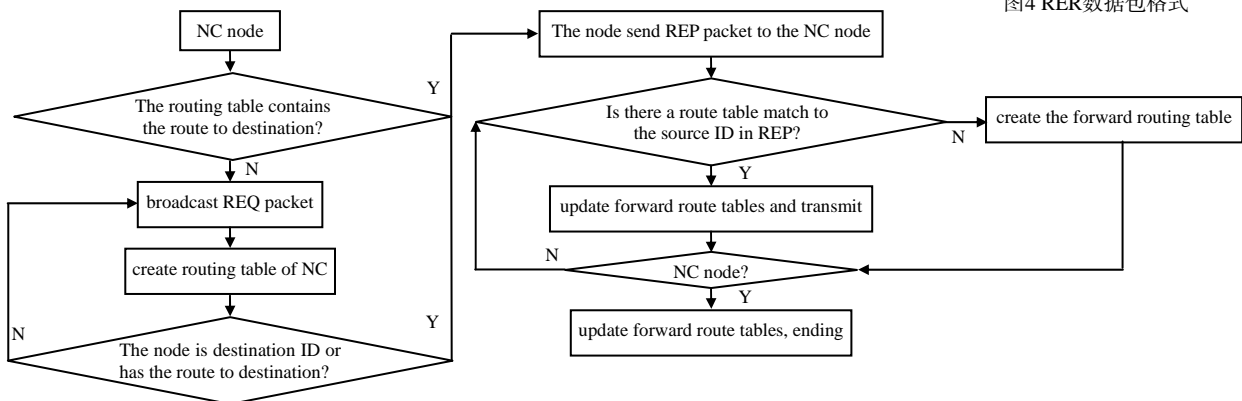 图4 RER数据包格式
NC node
The routing table contains
the route to destination?
Y
N
broadcast REQ packet
create routing table of NC
The node is destination ID or
has the route to destination?
N
Y
The node send REP packet to the NC node
Is there a route table match to
the source ID in REP?
N
create the forward routing table
Y
update forward route tables and transmit
NC node?
N
Y
update forward route tables, ending